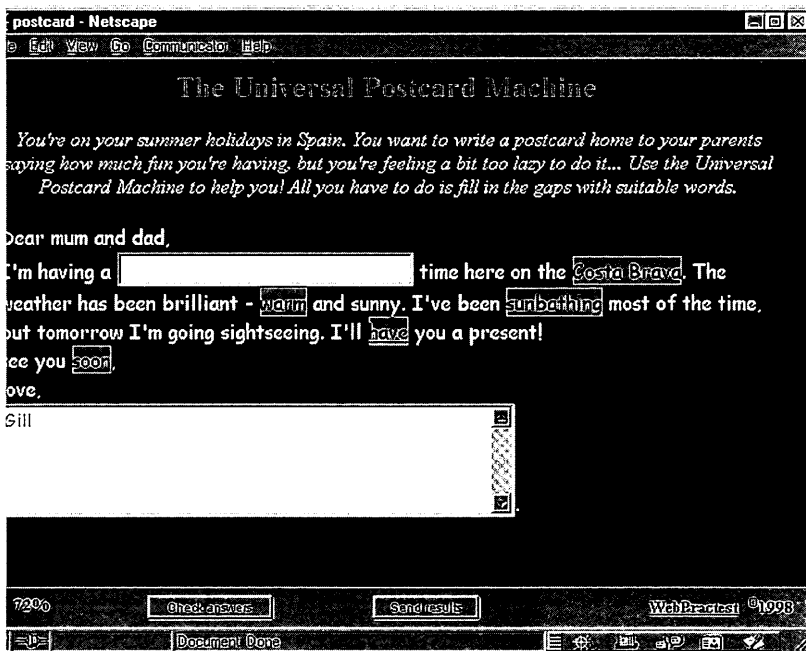 postcard - Netscape
e Edit View Go Communicator Help
The Universal Postcard Machine
You're on your summer holidays in Spain. You want to write a postcard home to your parents
saying how much fun you're having, but you're feeling a bit too lazy to do it... Use the Universal
Postcard Machine to help you! All you have to do is fill in the gaps with suitable words.
Dear mum and dad,
I'm having a time here on the Costa Brava. The
weather has been brilliant - warm and sunny. I've been sunbathing most of the time,
but tomorrow I'm going sightseeing. I'll have you a present!
see you soon,
ove,
Gill
.
72% Check answers Send results WebPractest ©1998
Document Done